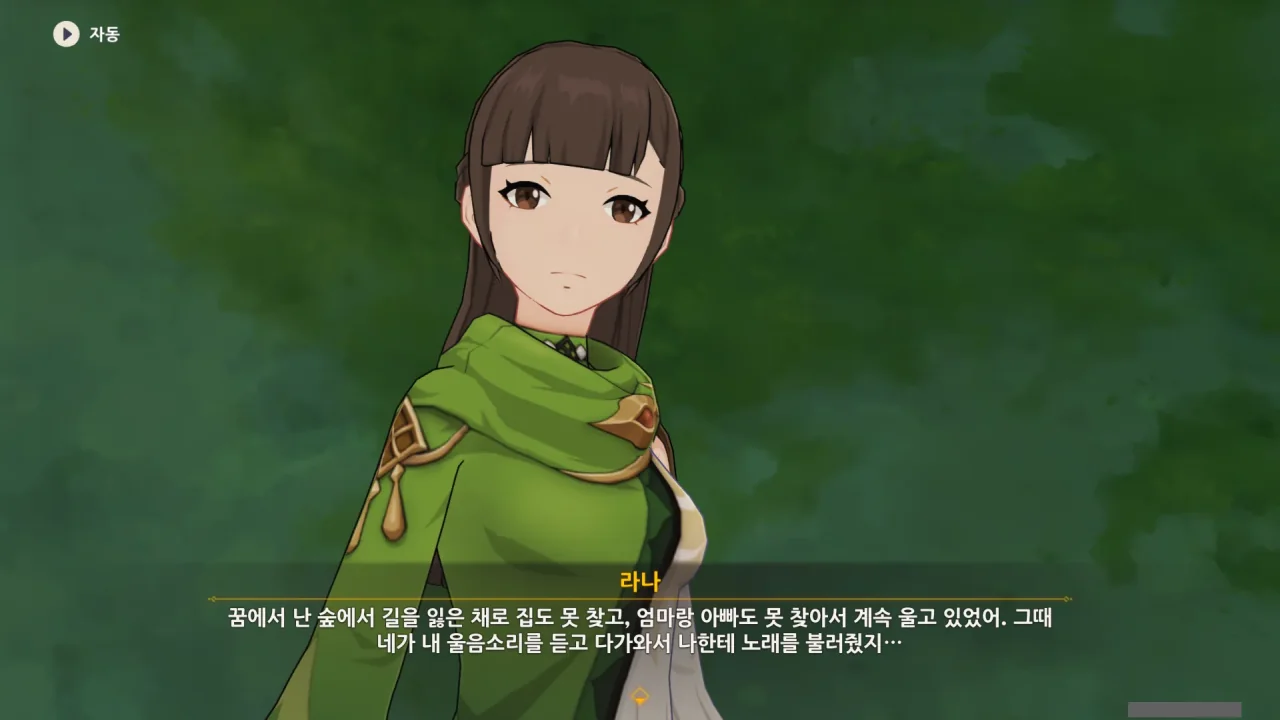 자동
라나
꿈에서 난 숲에서 길을 잃은 채로 집도 못 찾고, 엄마랑 아빠도 못 찾아서 계속 울고 있었어. 그때
네가 내 울음소리를 듣고 다가와서 나한테 노래를 불러줬지…